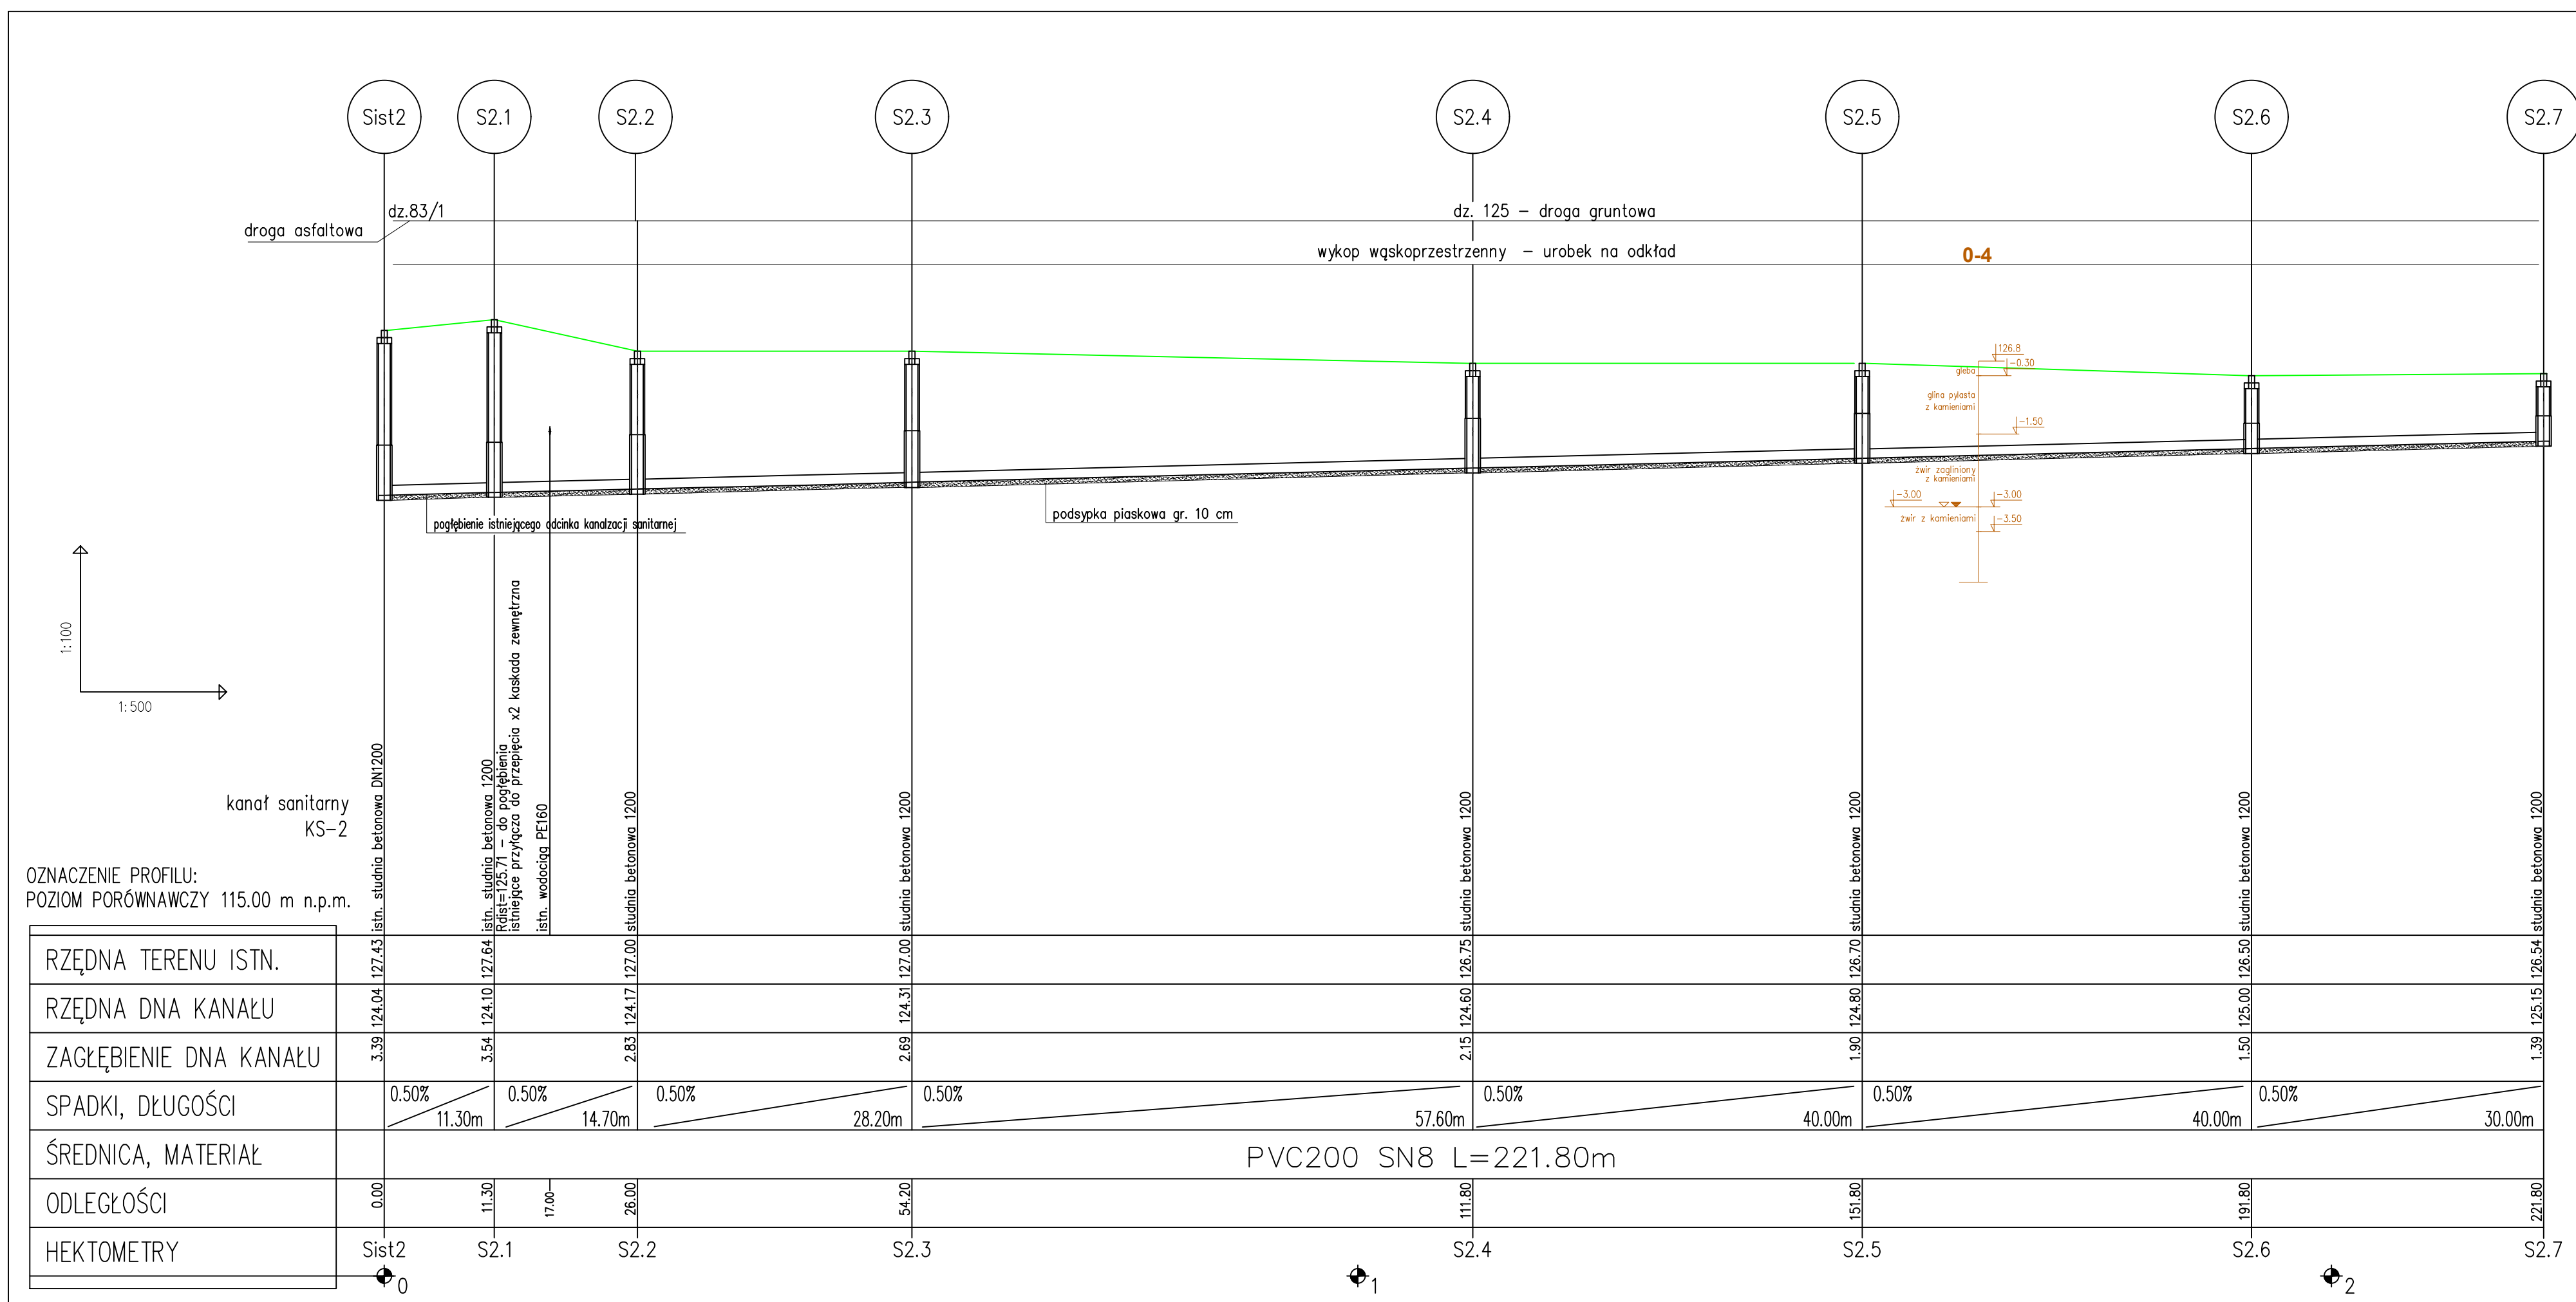 Sist2
S2.1
S2.2
S2.3
S2.4
S2.5
S2.6
S2.7
dz.83/1
droga asfaltowa
dz. 125 – droga gruntowa
wykop wąskoprzestrzenny – urobek na odkład
0-4
126.8
-0.30
gleba
glina pylasta
z kamieniami
-1.50
żwir zagliniony
z kamieniami
-3.00
-3.00
żwir z kamieniami
-3.50
pogłębienie istniejącego odcinka kanalzacji sanitarnej
podsypka piaskowa gr. 10 cm
1:100
1:500
kanał sanitarny
KS-2
OZNACZENIE PROFILU:
POZIOM PORÓWNAWCZY 115.00 m n.p.m.
istn. studnia betonowa DN1200
istn. studnia betonowa 1200
Rdist=125.71 – do pogłębienia
istniejące przyłącza do przepięcia x2 kaskada zewnętrzna
istn. wodociąg PE160
studnia betonowa 1200
studnia betonowa 1200
studnia betonowa 1200
studnia betonowa 1200
studnia betonowa 1200
studnia betonowa 1200
RZĘDNA TERENU ISTN.
127.43 127.64 127.00 127.00 126.75 126.70 126.50 126.54
RZĘDNA DNA KANAŁU
124.04 124.10 124.17 124.31 124.60 124.80 125.00 125.15
ZAGŁĘBIENIE DNA KANAŁU
3.39 3.54 2.83 2.69 2.15 1.90 1.50 1.39
SPADKI, DŁUGOŚCI
0.50% 0.50% 0.50% 0.50% 0.50% 0.50% 0.50%
11.30m 14.70m 28.20m 57.60m 40.00m 40.00m 30.00m
ŚREDNICA, MATERIAŁ
PVC200 SN8 L=221.80m
ODLEGŁOŚCI
0.00 11.30 17.00 26.00 54.20 111.80 151.80 191.80 221.80
HEKTOMETRY
Sist2 S2.1 S2.2 S2.3 S2.4 S2.5 S2.6 S2.7
0 1 2